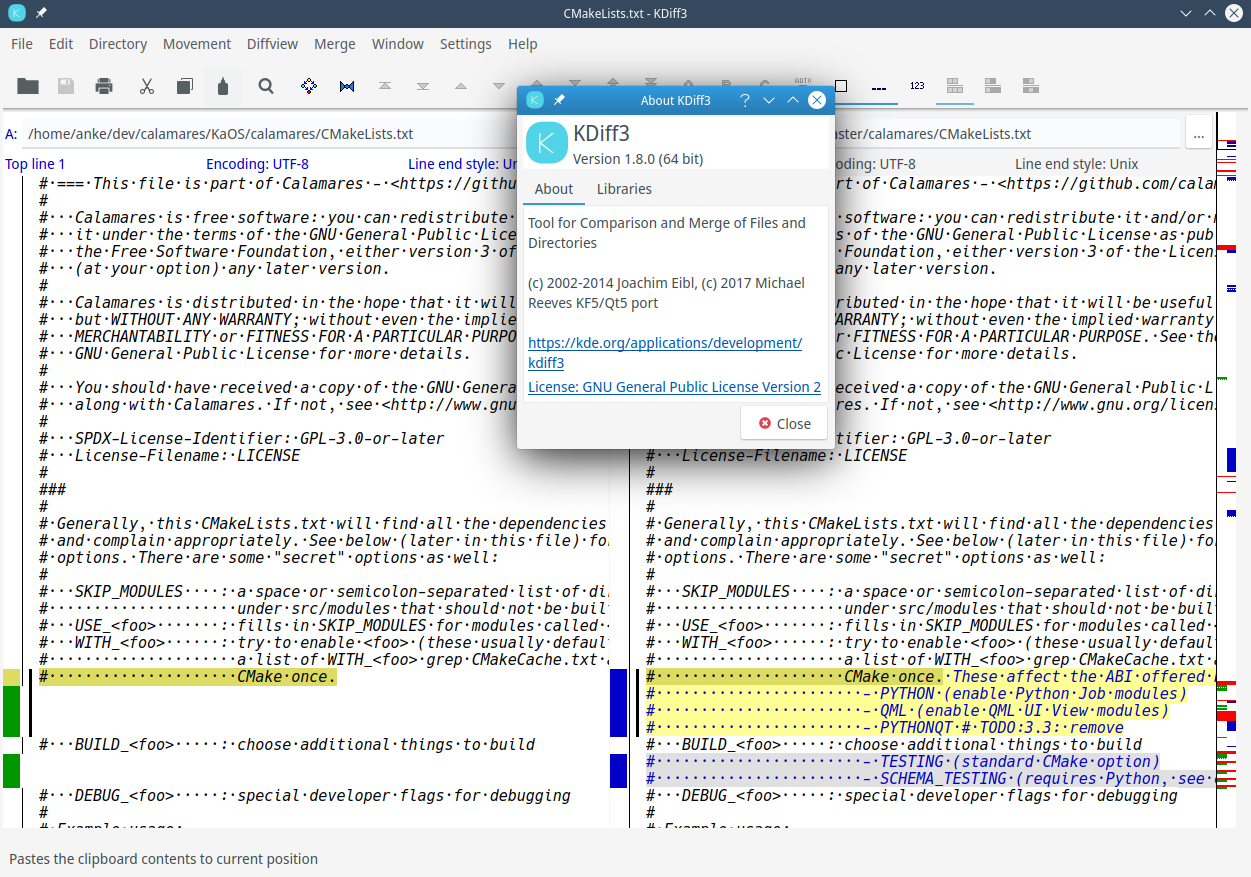 CMakeLists.txt - KDiff3
File Edit Directory Movement Diffview Merge Window Settings Help
AUTO
123
About KDiff3
A: /home/anke/dev/calamares/KaOS/calamares/CMakeLists.txt
/calamares/CMakeLists.txt
...
Top line 1 Encoding: UTF-8 Line end style:
UTF-8 Line end style: Unix
KDiff3
Version 1.8.0 (64 bit)
About Libraries
Tool for Comparison and Merge of Files and
Directories
(c) 2002-2014 Joachim Eibl, (c) 2017 Michael
Reeves KF5/Qt5 port
https://kde.org/applications/development/
kdiff3
License: GNU General Public License Version 2
Close
#·===·This·file·is·part·of·Calamares·-·<https://githu
#
#···Calamares·is·free·software:·you·can·redistribute·
#···it·under·the·terms·of·the·GNU·General·Public·Lice
#···the·Free·Software·Foundation,·either·version·3·of
#···(at·your·option)·any·later·version.
#
#···Calamares·is·distributed·in·the·hope·that·it·will
#···but·WITHOUT·ANY·WARRANTY;·without·even·the·implie
#···MERCHANTABILITY·or·FITNESS·FOR·A·PARTICULAR·PURPO
#···GNU·General·Public·License·for·more·details.
#
#···You·should·have·received·a·copy·of·the·GNU·Genera
#···along·with·Calamares.·If·not,·see·<http://www.gnu
#
#···SPDX-License-Identifier:·GPL-3.0-or-later
#···License-Filename:·LICENSE
#
###
#
#·Generally,·this·CMakeLists.txt·will·find·all·the·dependencies
#·and·complain·appropriately.·See·below·(later·in·this·file)·fo
#·options.·There·are·some·"secret"·options·as·well:
#
#···SKIP_MODULES····:·a·space·or·semicolon-separated·list·of·di
#·····················under·src/modules·that·should·not·be·buil
#···USE_<foo>·······:·fills·in·SKIP_MODULES·for·modules·called·
#···WITH_<foo>······:·try·to·enable·<foo>·(these·usually·defaul
#·····················a·list·of·WITH_<foo>·grep·CMakeCache.txt·
#·····················CMake·once.
#···BUILD_<foo>·····:·choose·additional·things·to·build
#···DEBUG_<foo>·····:·special·developer·flags·for·debugging
#
#·Example·usage:
rt·of·Calamares·-·<https://github.com/calam
software:·you·can·redistribute·it·and/or·
s·of·the·GNU·General·Public·License·as·pub
Foundation,·either·version·3·of·the·Licen
any·later·version.
ributed·in·the·hope·that·it·will·be·useful
ARRANTY;·without·even·the·implied·warranty
FITNESS·FOR·A·PARTICULAR·PURPOSE.·See·the
c·License·for·more·details.
eceived·a·copy·of·the·GNU·General·Public·L
res.·If·not,·see·<http://www.gnu.org/licen
tifier:·GPL-3.0-or-later
#···License-Filename:·LICENSE
#
###
#
#·Generally,·this·CMakeLists.txt·will·find·all·the·dependencies
#·and·complain·appropriately.·See·below·(later·in·this·file)·fo
#·options.·There·are·some·"secret"·options·as·well:
#
#···SKIP_MODULES····:·a·space·or·semicolon-separated·list·of·di
#·····················under·src/modules·that·should·not·be·buil
#···USE_<foo>·······:·fills·in·SKIP_MODULES·for·modules·called·
#···WITH_<foo>······:·try·to·enable·<foo>·(these·usually·defaul
#·····················a·list·of·WITH_<foo>·grep·CMakeCache.txt·
#·····················CMake·once.·These·affect·the·ABI·offered·
#·······················-·PYTHON·(enable·Python·Job·modules)
#·······················-·QML·(enable·QML·UI·View·modules)
#·······················-·PYTHONQT·#·TODO:3.3:·remove
#···BUILD_<foo>·····:·choose·additional·things·to·build
#·······················-·TESTING·(standard·CMake·option)
#·······················-·SCHEMA_TESTING·(requires·Python,·see·
#···DEBUG_<foo>·····:·special·developer·flags·for·debugging
#
#·Example·usage:
Pastes the clipboard contents to current position